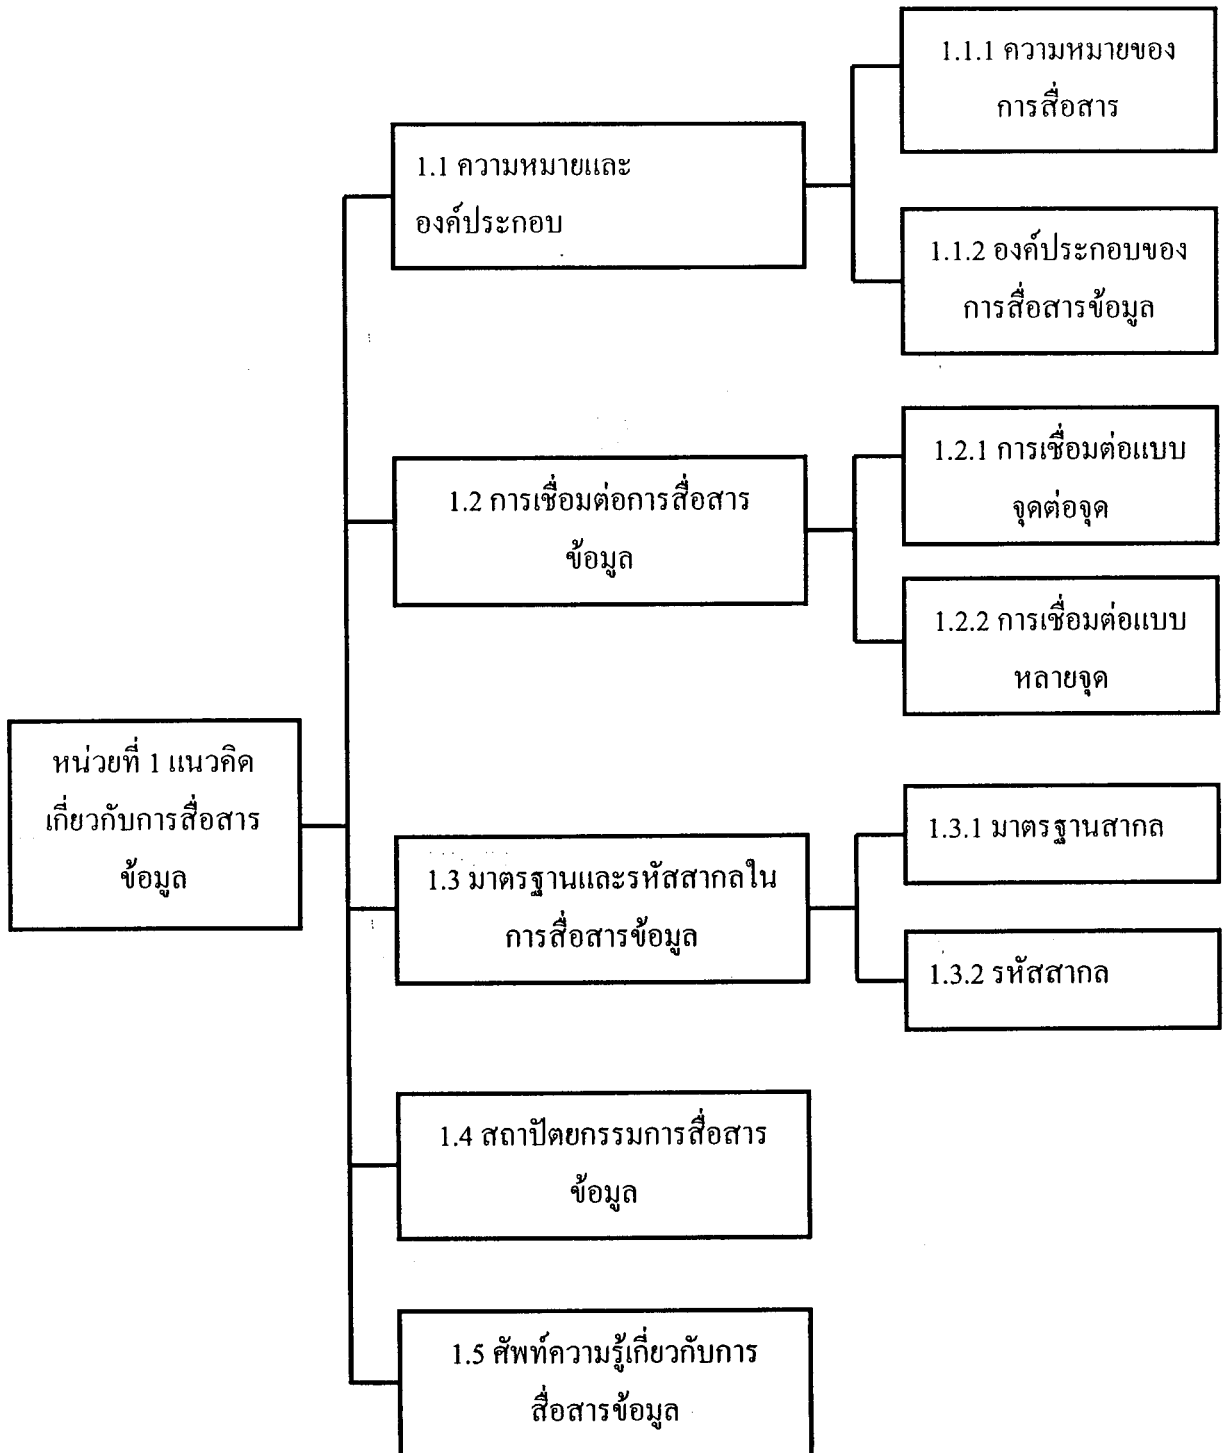 หน่วยที่ 1 แนวคิด
เกี่ยวกับการสื่อสาร
ข้อมูล
1.1 ความหมายและ
องค์ประกอบ
1.1.1 ความหมายของ
การสื่อสาร
1.1.2 องค์ประกอบของ
การสื่อสารข้อมูล
1.2 การเชื่อมต่อการสื่อสาร
ข้อมูล
1.2.1 การเชื่อมต่อแบบ
จุดต่อจุด
1.2.2 การเชื่อมต่อแบบ
หลายจุด
1.3 มาตรฐานและรหัสสากลใน
การสื่อสารข้อมูล
1.3.1 มาตรฐานสากล
1.3.2 รหัสสากล
1.4 สถาปัตยกรรมการสื่อสาร
ข้อมูล
1.5 ศัพท์ความรู้เกี่ยวกับการ
สื่อสารข้อมูล